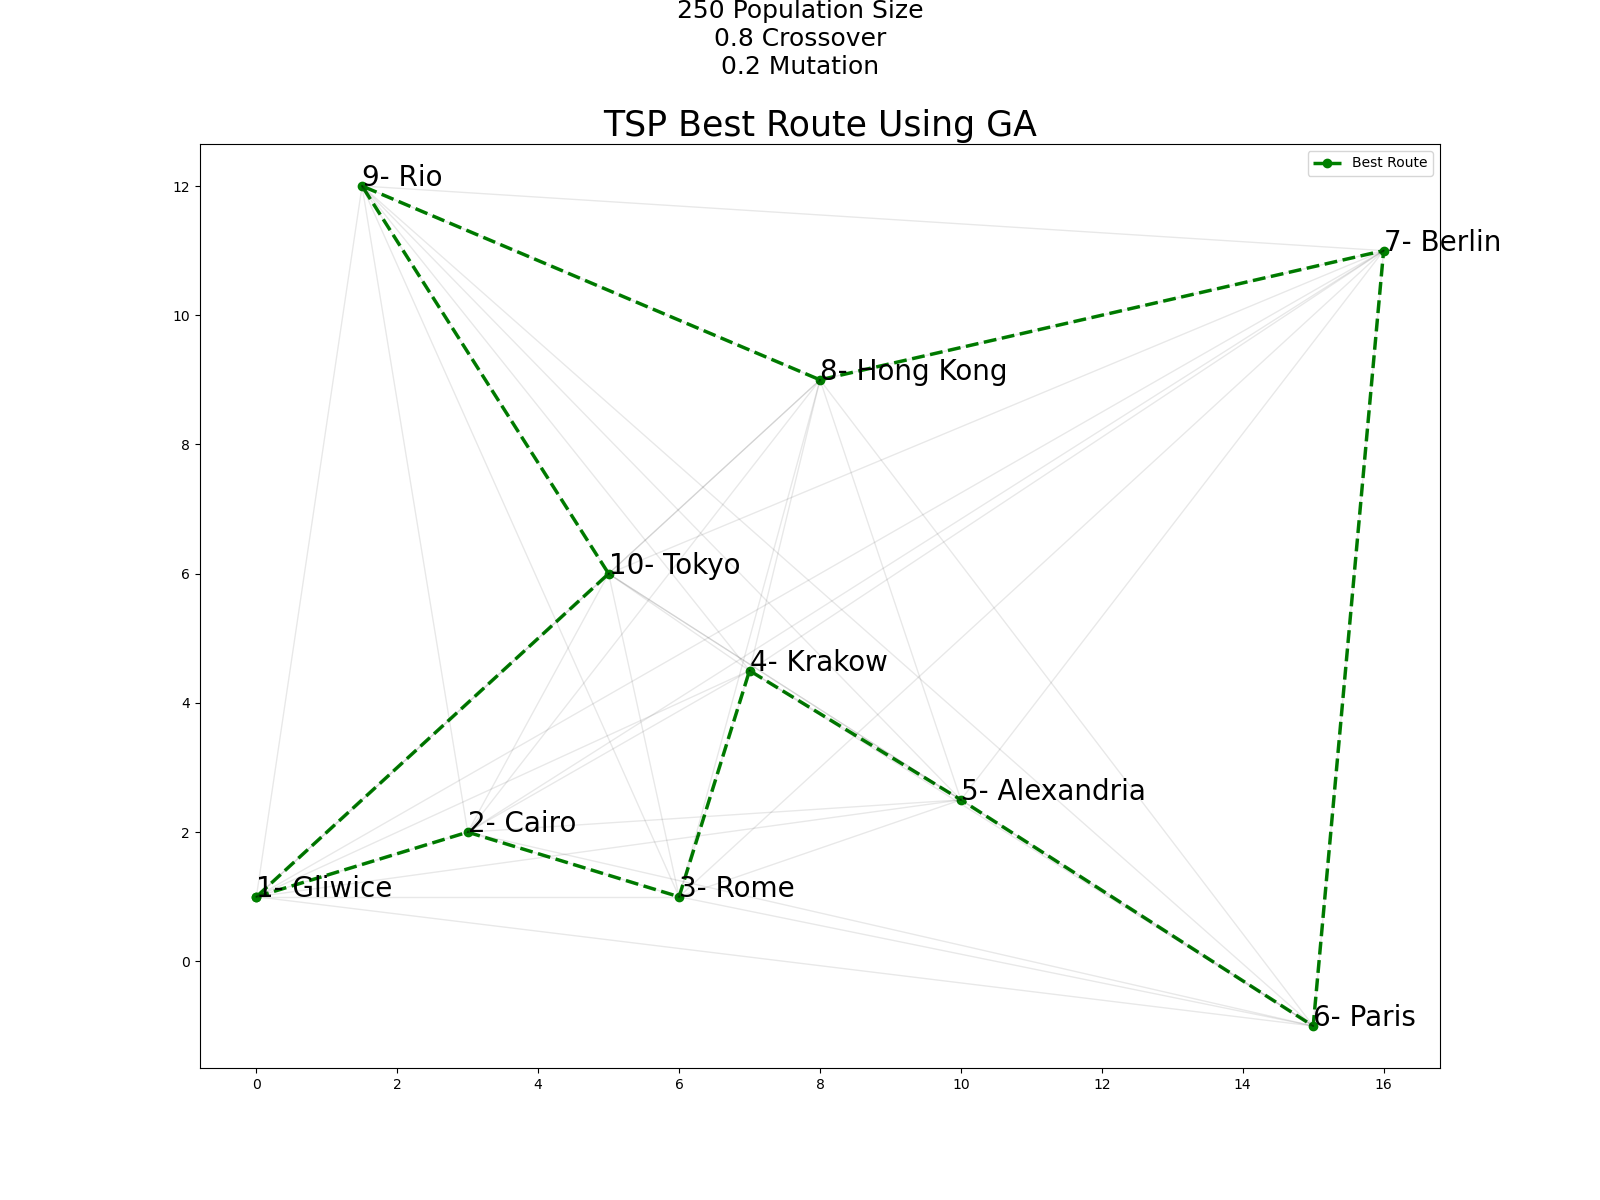 250 Population Size
0.8 Crossover
0.2 Mutation
TSP Best Route Using GA
Best Route
9- Rio
7- Berlin
8- Hong Kong
10- Tokyo
4- Krakow
5- Alexandria
2- Cairo
1- Gliwice
3- Rome
6- Paris
12
10
8
6
4
2
0
0 2 4 6 8 10 12 14 16